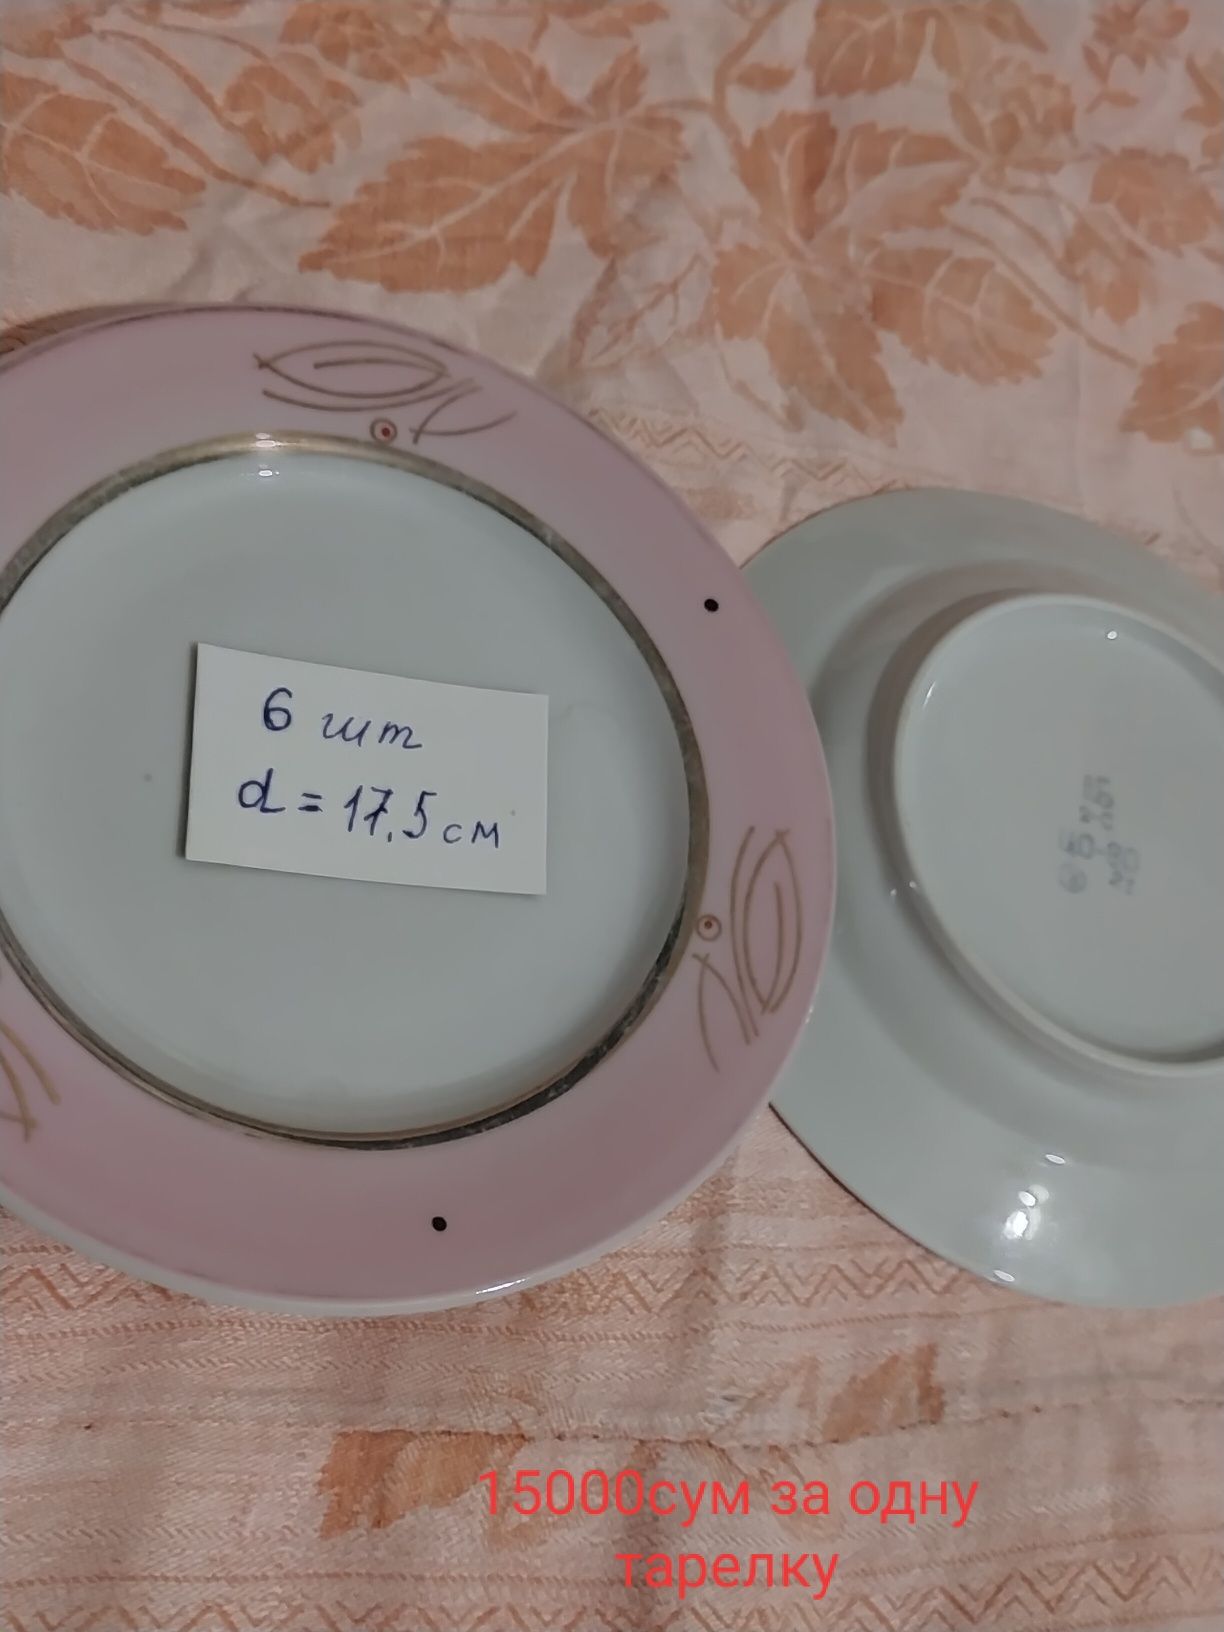 6 шт
d = 17,5 см
15000сум за одну
тарелку